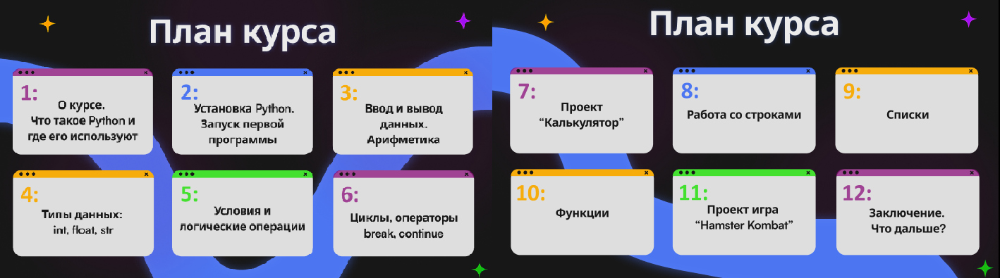 План курса
1:
О курсе.
Что такое Python и
где его используют
2:
Установка Python.
Запуск первой
программы
3:
Ввод и вывод
данных.
Арифметика
4:
Типы данных:
int, float, str
5:
Условия и
логические операции
6:
Циклы, операторы
break, continue
План курса
7:
Проект
“Калькулятор”
8:
Работа со строками
9:
Списки
10:
Функции
11:
Проект игра
“Hamster Kombat”
12:
Заключение.
Что дальше?